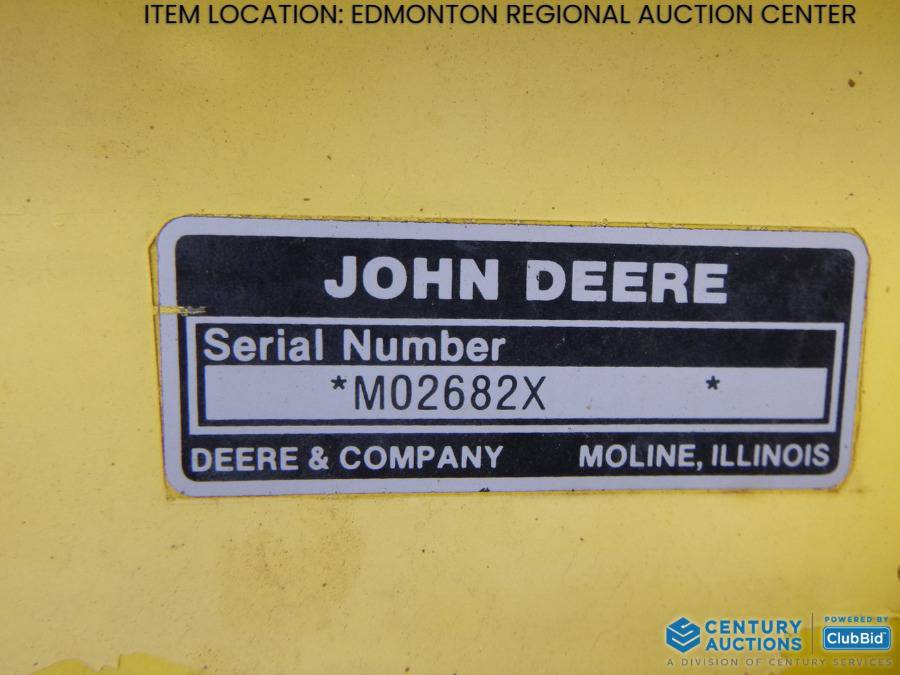 ITEM LOCATION: EDMONTON REGIONAL AUCTION CENTER
JOHN DEERE
Serial Number
*M02682X *
DEERE & COMPANY MOLINE, ILLINOIS
CENTURY AUCTIONS
POWERED BY
ClubBid
A DIVISION OF CENTURY SERVICES